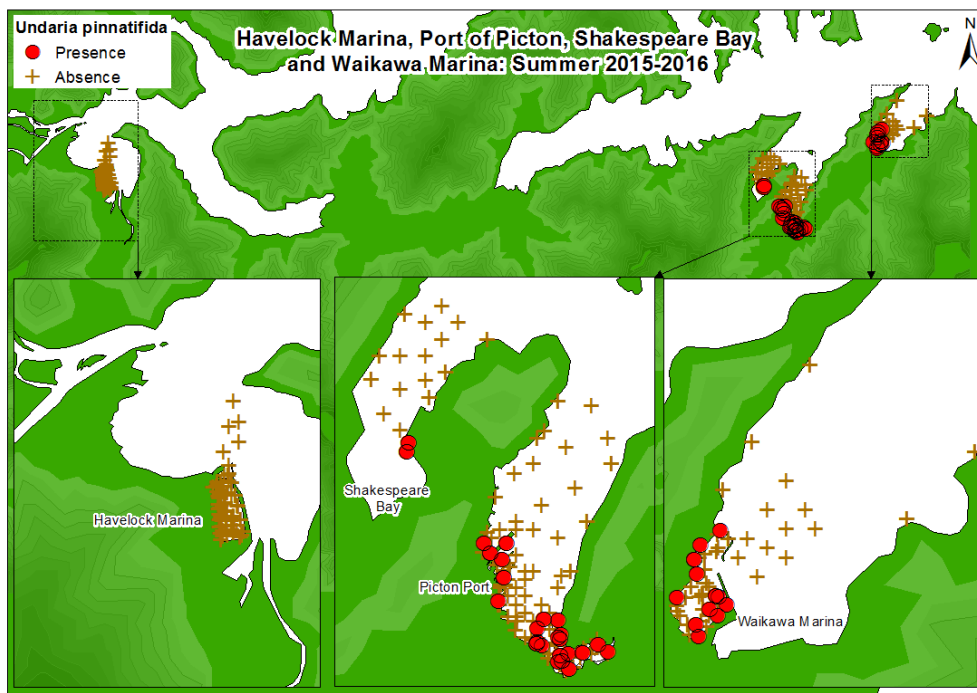 Undaria pinnatifida
Presence
Absence
Havelock Marina, Port of Picton, Shakespeare Bay
and Waikawa Marina: Summer 2015-2016
N
Havelock Marina
Shakespeare
Bay
Picton Port
Waikawa Marina